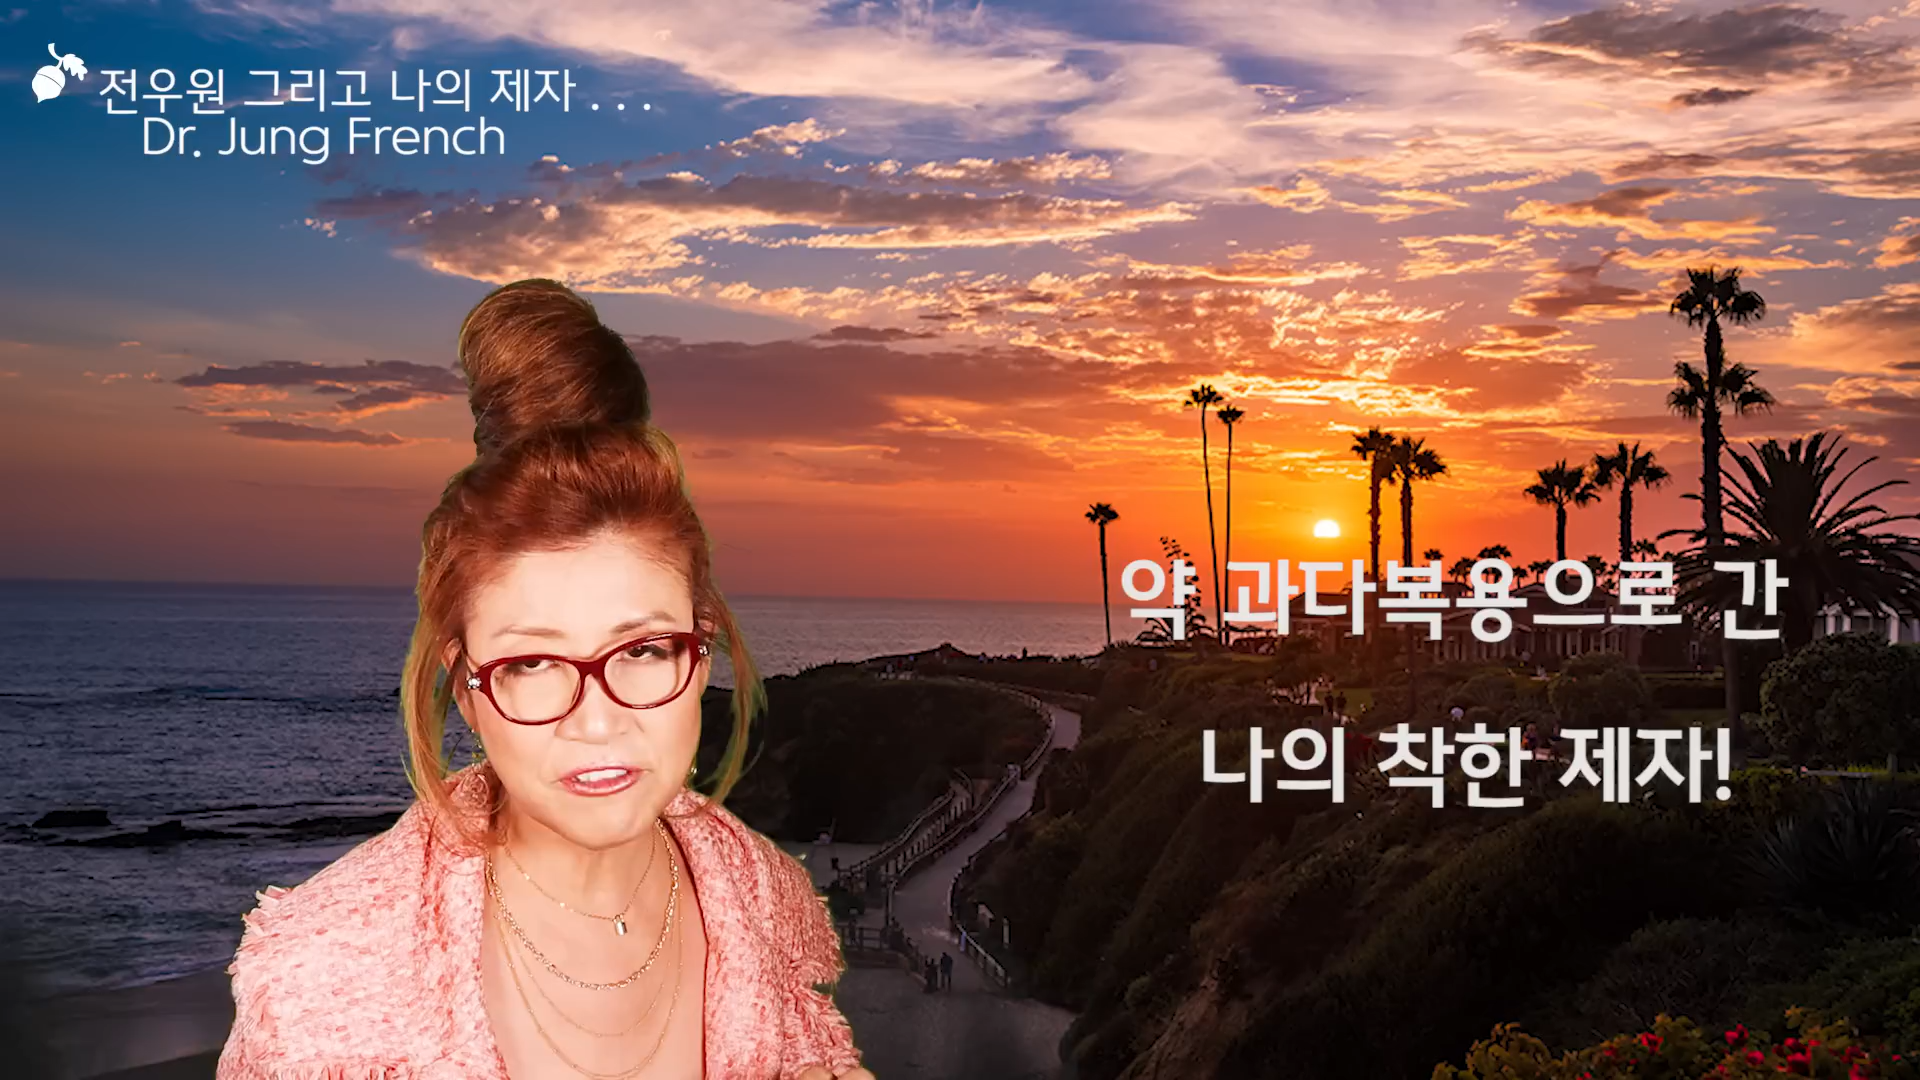 전우원 그리고 나의 제자 . . .
Dr. Jung French
약 과다복용으로 간
나의 착한 제자!